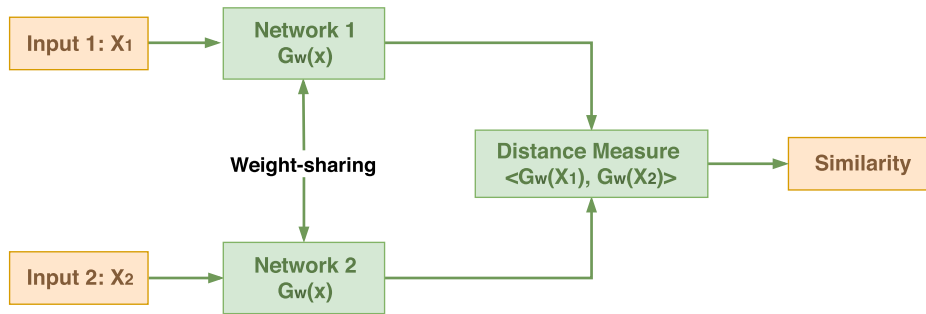 Input 1: X₁
Network 1
Gw(x)
Weight-sharing
Distance Measure
<Gw(X₁), Gw(X₂)>
Similarity
Input 2: X₂
Network 2
Gw(x)